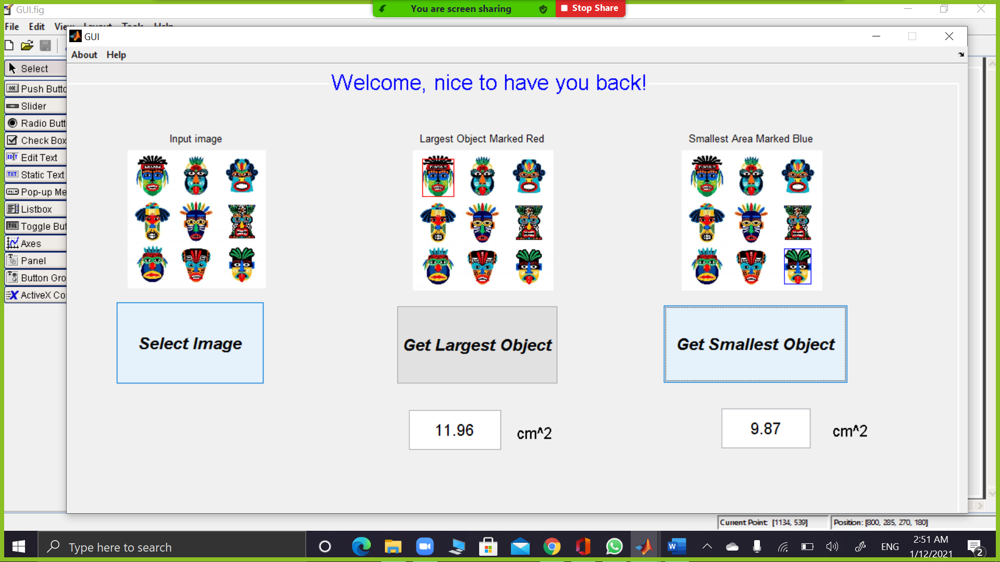 GUI.fig
You are screen sharing
Stop Share
File Edit View Layout Tools Help
GUI
About Help
Select
Push Butto
Slider
Radio Butt
Check Box
Edit Text
Static Text
Pop-up Me
Listbox
Toggle But
Axes
Panel
Button Gro
ActiveX Co
Welcome, nice to have you back!
Input image
Largest Object Marked Red
Smallest Area Marked Blue
Select Image
Get Largest Object
Get Smallest Object
11.96 cm^2
9.87 cm^2
Current Point: [1134, 539]
Position: [800, 285, 270, 180]
Type here to search
ENG
2:51 AM
1/12/2021
2